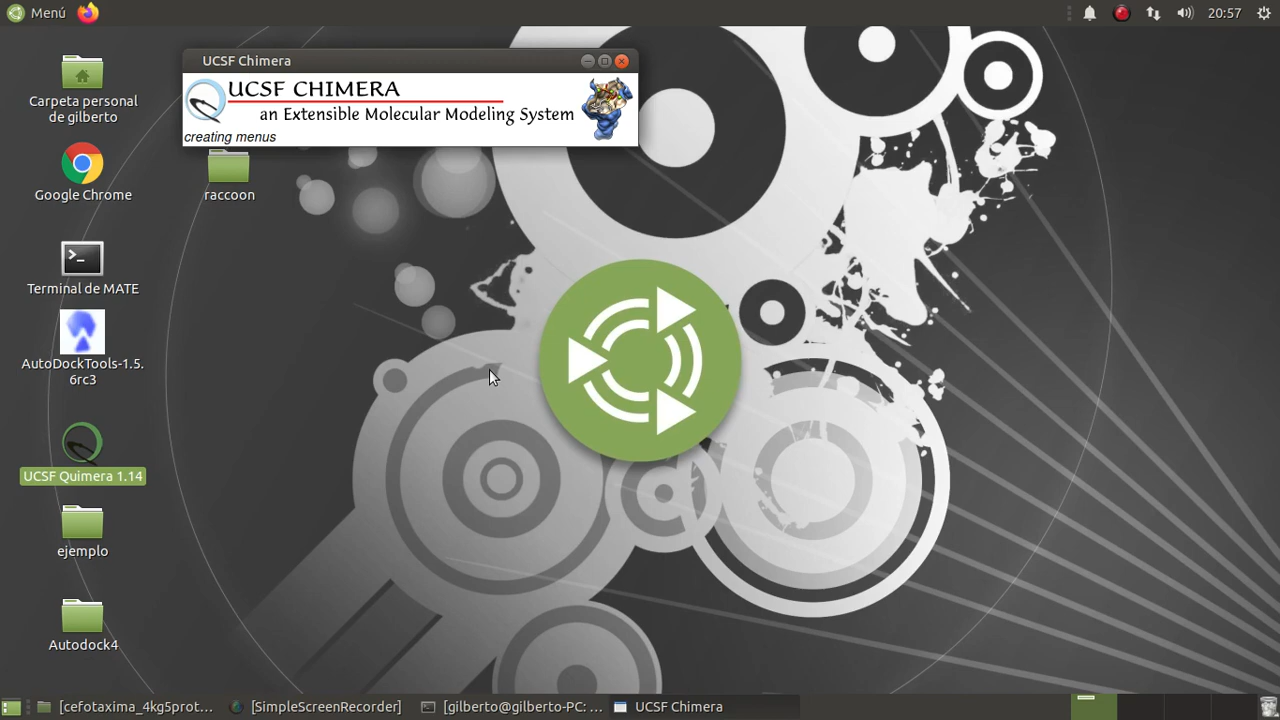 Menú
20:57
UCSF Chimera
UCSF CHIMERA
an Extensible Molecular Modeling System
creating menus
Carpeta personal
de gilberto
Google Chrome
raccoon
Terminal de MATE
AutoDockTools-1.5.
6rc3
UCSF Quimera 1.14
ejemplo
Autodock4
[cefotaxima_4kg5prot...
[SimpleScreenRecorder]
[gilberto@gilberto-PC: ...
UCSF Chimera